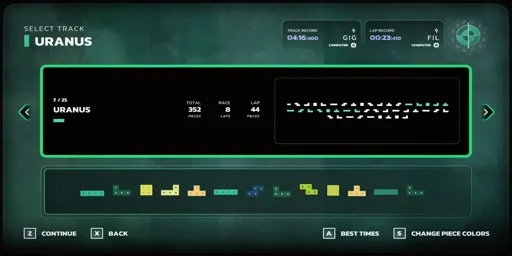 SELECT TRACK
URANUS
TRACK RECORD
04:16:400
GIG
COMPUTER
LAP RECORD
00:23:410
FIL
COMPUTER
7 / 25
URANUS
TOTAL
352
PIECES
RACE
8
LAPS
LAP
44
PIECES
Z CONTINUE
X BACK
A BEST TIMES
S CHANGE PIECE COLORS